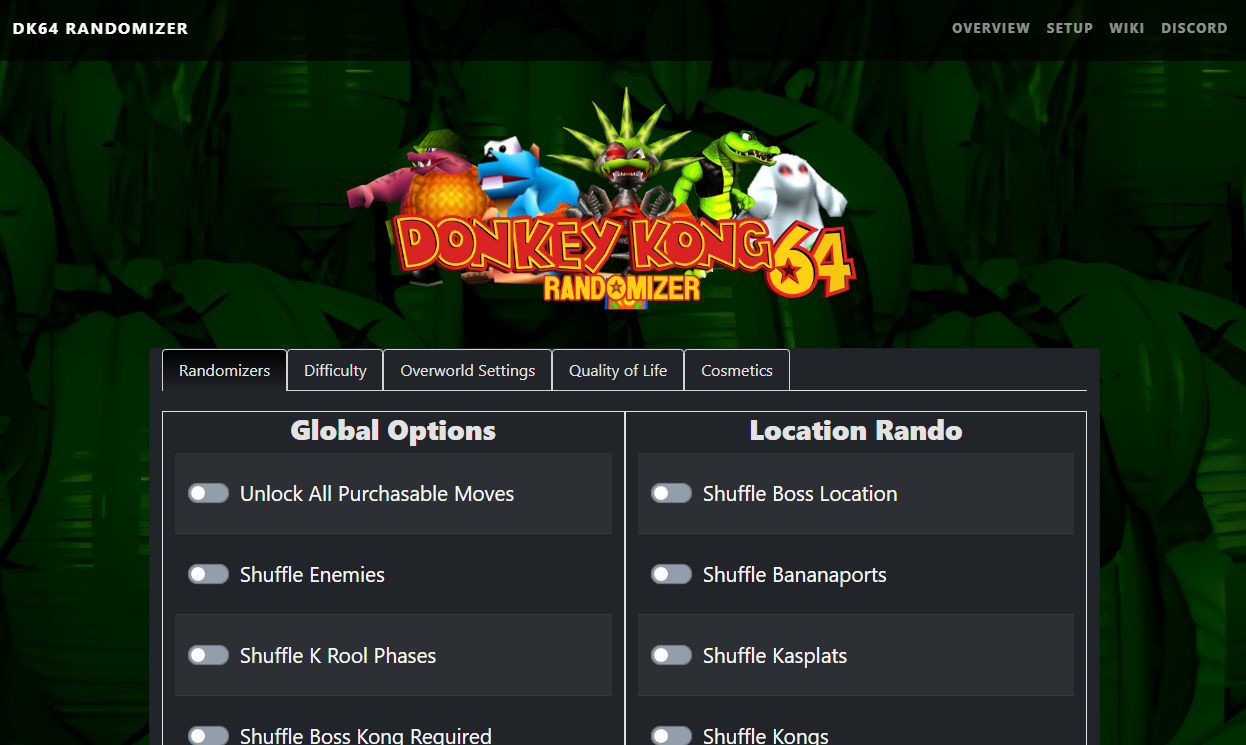 DK64 RANDOMIZER
OVERVIEW SETUP WIKI DISCORD
DONKEY KONG 64
RANDOMIZER
Randomizers Difficulty Overworld Settings Quality of Life Cosmetics
Global Options
Unlock All Purchasable Moves
Shuffle Enemies
Shuffle K Rool Phases
Shuffle Boss Kong Required
Location Rando
Shuffle Boss Location
Shuffle Bananaports
Shuffle Kasplats
Shuffle Kongs